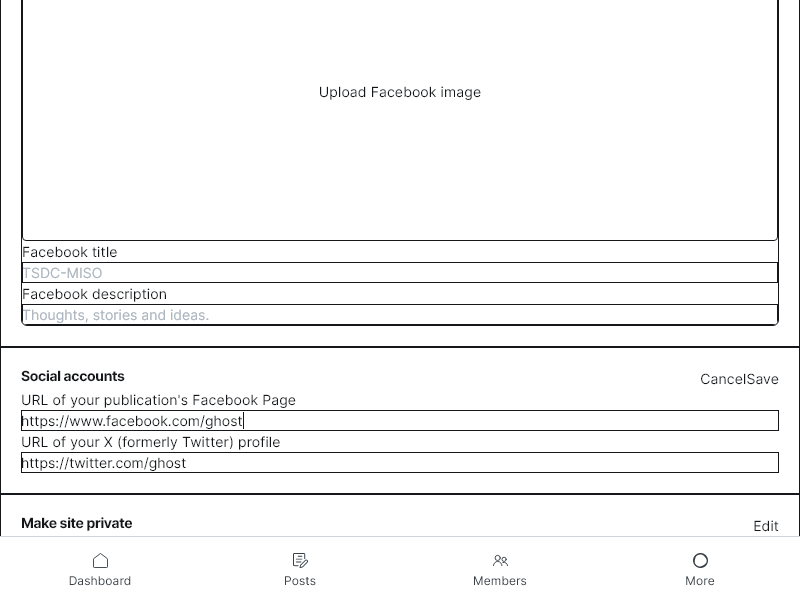 Upload Facebook image
Facebook title
TSDC-MISO
Facebook description
Thoughts, stories and ideas.
Social accounts
CancelSave
URL of your publication's Facebook Page
https://www.facebook.com/ghost
URL of your X (formerly Twitter) profile
https://twitter.com/ghost
Make site private
Edit
Dashboard
Posts
Members
More